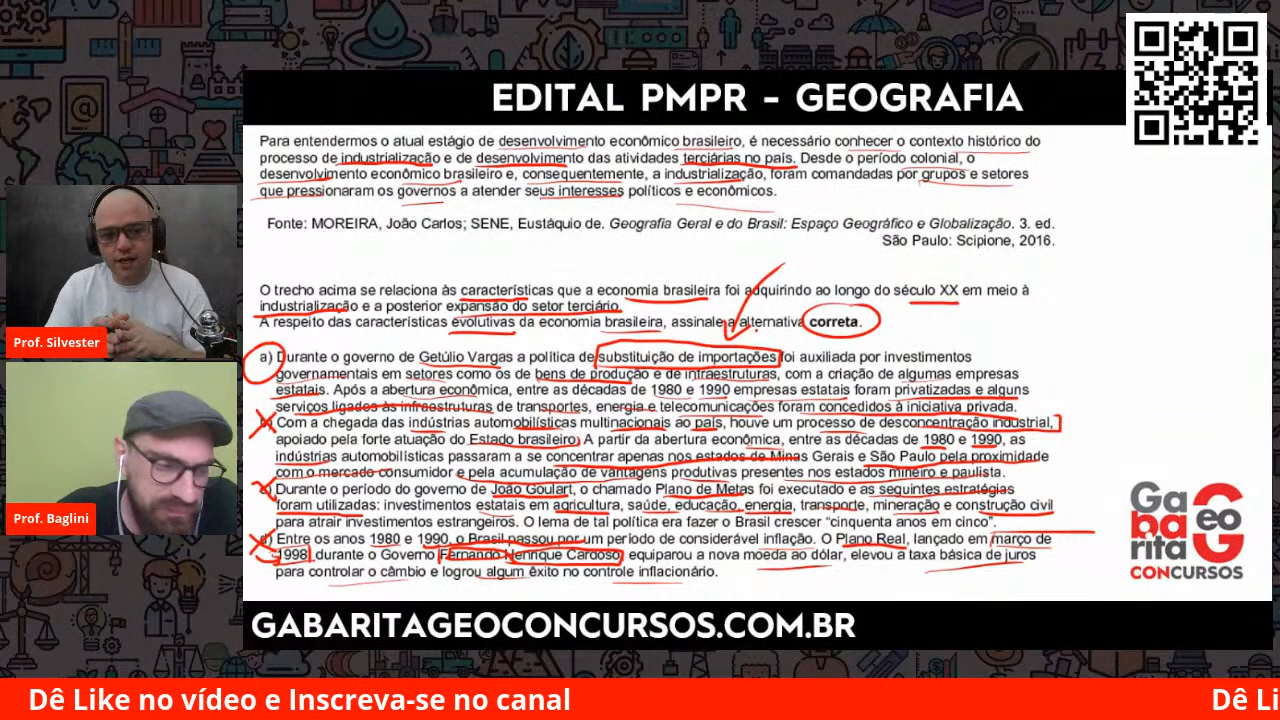 EDITAL PMPR - GEOGRAFIA
Para entendermos o atual estágio de desenvolvimento econômico brasileiro, é necessário conhecer o contexto histórico do
processo de industrialização e de desenvolvimento das atividades terciárias no país. Desde o período colonial, o
desenvolvimento econômico brasileiro e, consequentemente, a industrialização, foram comandadas por grupos e setores
que pressionaram os governos a atender seus interesses políticos e econômicos.
Fonte: MOREIRA, João Carlos; SENE, Eustáquio de. Geografia Geral e do Brasil: Espaço Geográfico e Globalização. 3. ed.
São Paulo: Scipione, 2016.
O trecho acima se relaciona às características que a economia brasileira foi adquirindo ao longo do século XX em meio à
industrialização e a posterior expansão do setor terciário.
A respeito das características evolutivas da economia brasileira, assinale a alternativa correta.
a) Durante o governo de Getúlio Vargas a política de substituição de importações foi auxiliada por investimentos
governamentais em setores como os de bens de produção e de infraestruturas, com a criação de algumas empresas
estatais. Após a abertura econômica, entre as décadas de 1980 e 1990 empresas estatais foram privatizadas e alguns
serviços ligados às infraestruturas de transportes, energia e telecomunicações foram concedidos à iniciativa privada.
b) Com a chegada das indústrias automobilísticas multinacionais ao país, houve um processo de desconcentração industrial,
apoiado pela forte atuação do Estado brasileiro. A partir da abertura econômica, entre as décadas de 1980 e 1990, as
indústrias automobilísticas passaram a se concentrar apenas nos estados de Minas Gerais e São Paulo pela proximidade
com o mercado consumidor e pela acumulação de vantagens produtivas presentes nos estados mineiro e paulista.
c) Durante o período do governo de João Goulart, o chamado Plano de Metas foi executado e as seguintes estratégias
foram utilizadas: investimentos estatais em agricultura, saúde, educação, energia, transporte, mineração e construção civil
para atrair investimentos estrangeiros. O lema de tal política era fazer o Brasil crescer “cinquenta anos em cinco”.
d) Entre os anos 1980 e 1990, o Brasil passou por um período de considerável inflação. O Plano Real, lançado em março de
1998, durante o Governo Fernando Henrique Cardoso, equiparou a nova moeda ao dólar, elevou a taxa básica de juros
para controlar o câmbio e logrou algum êxito no controle inflacionário.
Prof. Silvester
Prof. Baglini
Gabarita Geo
CONCURSOS
GABARITAGEOCONCURSOS.COM.BR
Dê Like no vídeo e Inscreva-se no canal
Dê Li